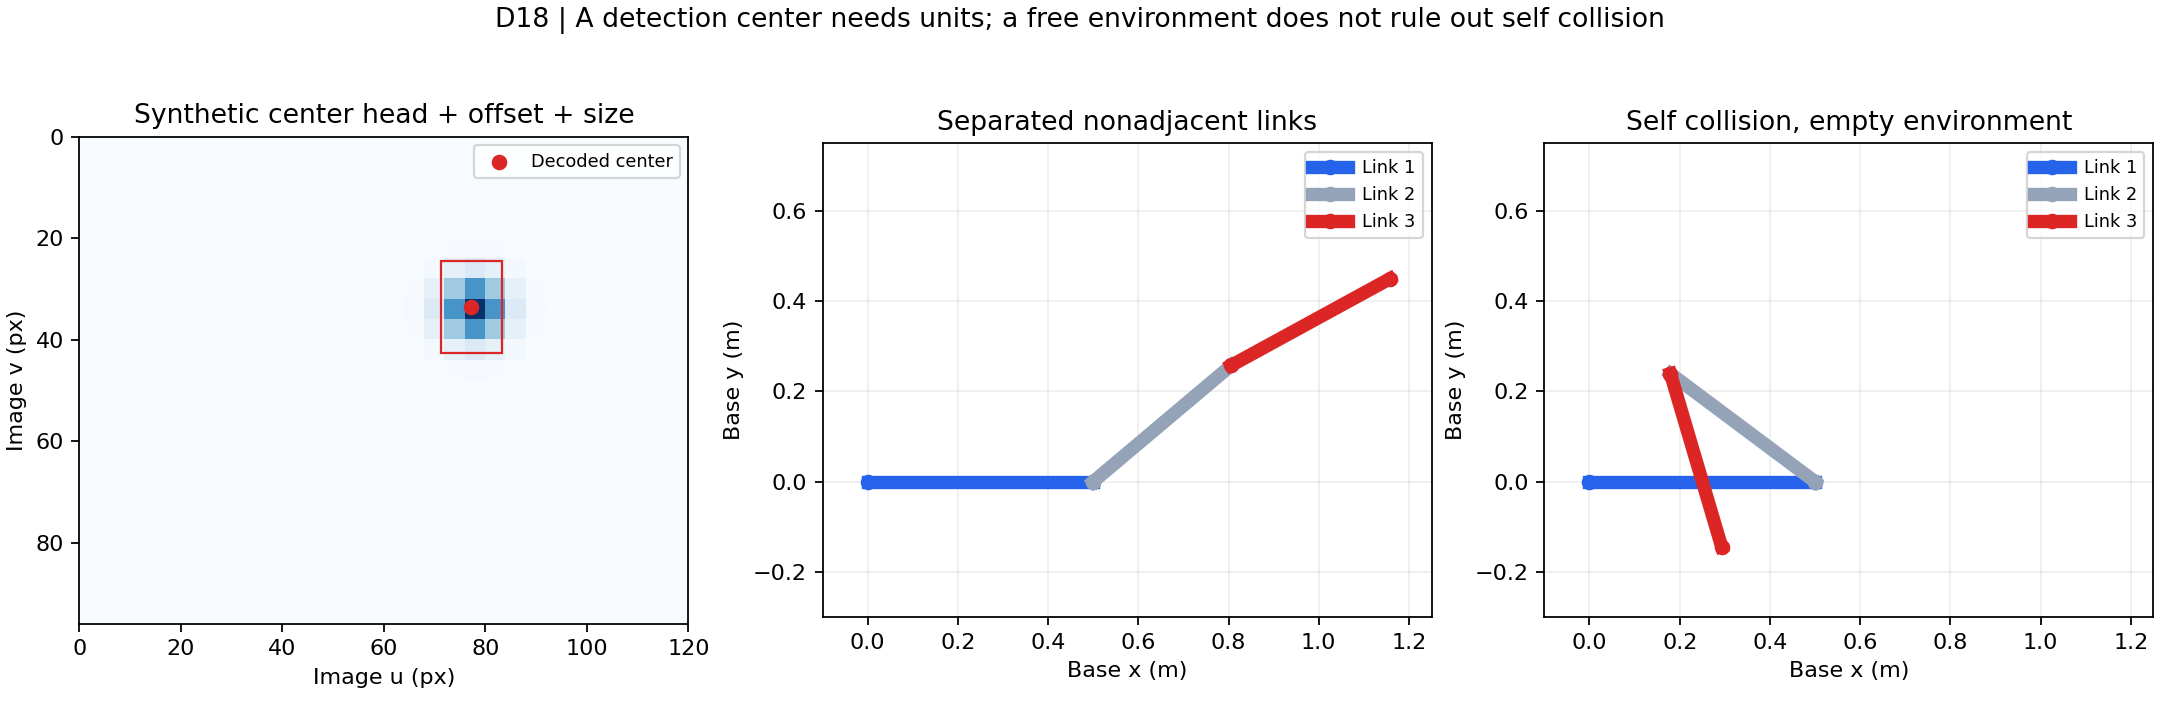 D18 | A detection center needs units; a free environment does not rule out self collision
Synthetic center head + offset + size
Decoded center
0
20
40
60
80
0 20 40 60 80 100 120
Image u (px)
Image v (px)
Separated nonadjacent links
Link 1
Link 2
Link 3
0.6
0.4
0.2
0.0
−0.2
0.0 0.2 0.4 0.6 0.8 1.0 1.2
Base x (m)
Base y (m)
Self collision, empty environment
Link 1
Link 2
Link 3
0.6
0.4
0.2
0.0
−0.2
0.0 0.2 0.4 0.6 0.8 1.0 1.2
Base x (m)
Base y (m)